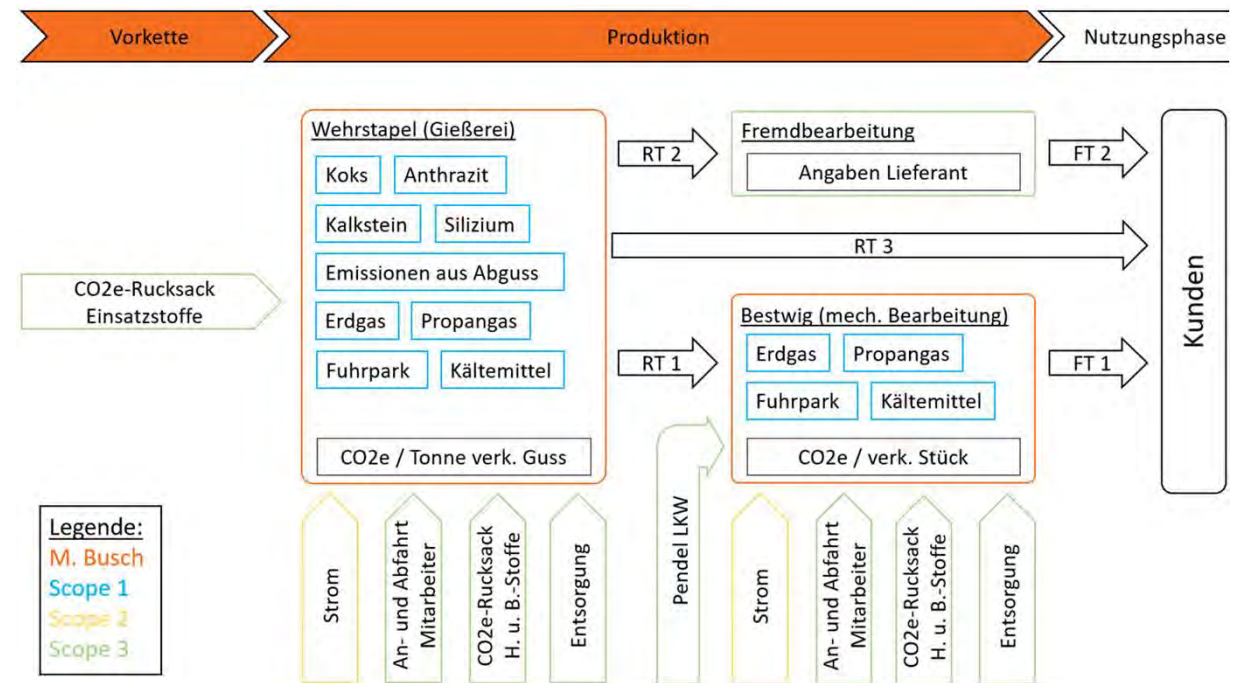 Vorkette
Produktion
Nutzungsphase
Wehrstapel (Gießerei)
Koks
Anthrazit
Kalkstein
Silizium
Emissionen aus Abguss
Erdgas
Propangas
Fuhrpark
Kältemittel
CO2e / Tonne verk. Guss
CO2e-Rucksack
Einsatzstoffe
RT 2
Fremdbearbeitung
Angaben Lieferant
FT 2
RT 3
RT 1
Bestwig (mech. Bearbeitung)
Erdgas
Propangas
Fuhrpark
Kältemittel
CO2e / verk. Stück
FT 1
Kunden
Legende:
M. Busch
Scope 1
Scope 2
Scope 3
Strom
An- und Abfahrt
Mitarbeiter
CO2e-Rucksack
H. u. B.-Stoffe
Entsorgung
Pendel LKW
Strom
An- und Abfahrt
Mitarbeiter
CO2e-Rucksack
H. u. B.-Stoffe
Entsorgung